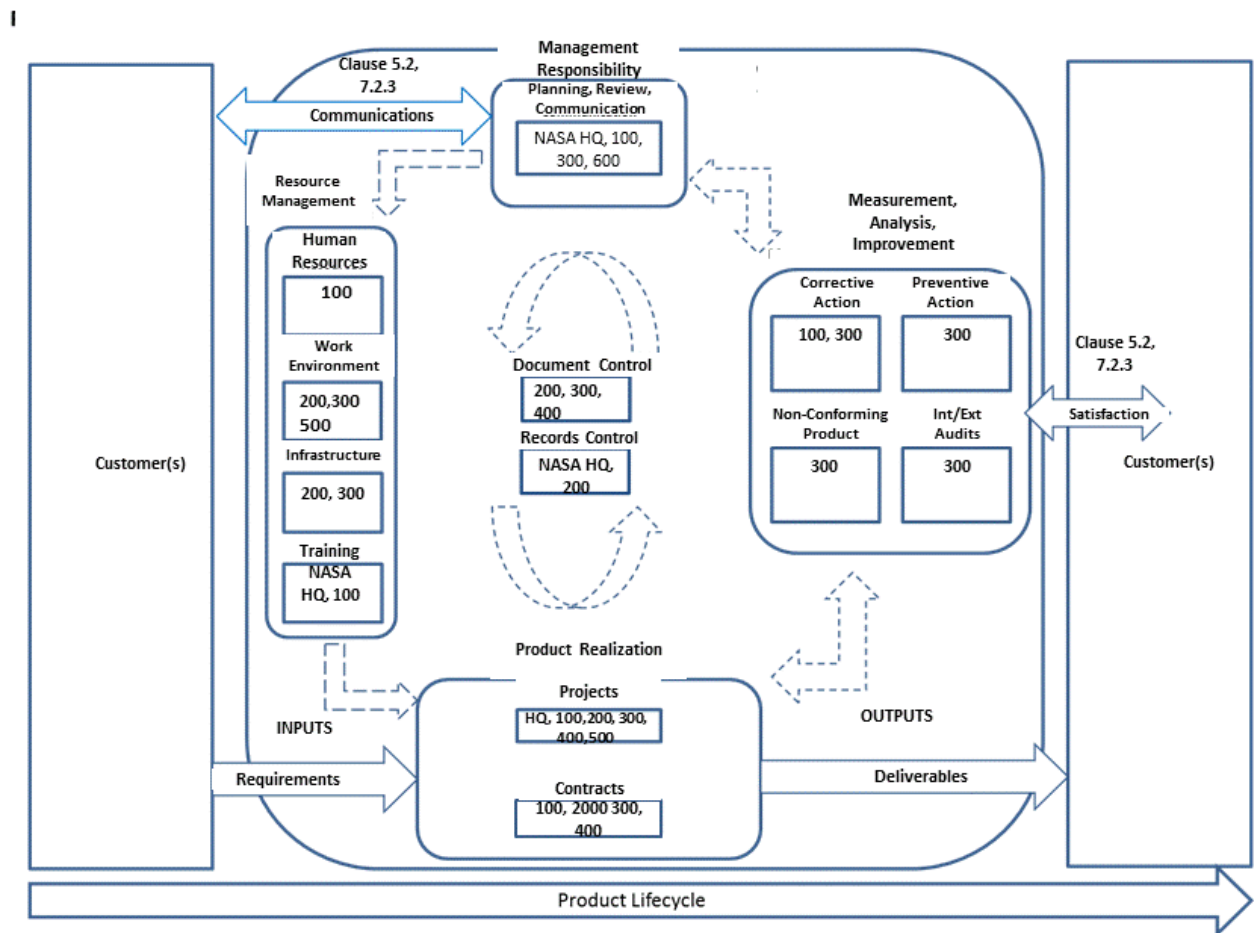 Management
Responsibility
Planning, Review,
Communication
NASA HQ, 100,
300, 600
Clause 5.2,
7.2.3
Communications
Resource
Management
Human
Resources
100
Work
Environment
200,300
500
Infrastructure
200, 300
Training
NASA
HQ, 100
Document Control
200, 300,
400
Records Control
NASA HQ,
200
Measurement,
Analysis,
Improvement
Corrective
Action
100, 300
Preventive
Action
300
Non-Conforming
Product
300
Int/Ext
Audits
300
Clause 5.2,
7.2.3
Satisfaction
Customer(s)
Customer(s)
Product Realization
Projects
HQ, 100,200, 300,
400,500
Contracts
100, 2000 300,
400
INPUTS
Requirements
OUTPUTS
Deliverables
Product Lifecycle